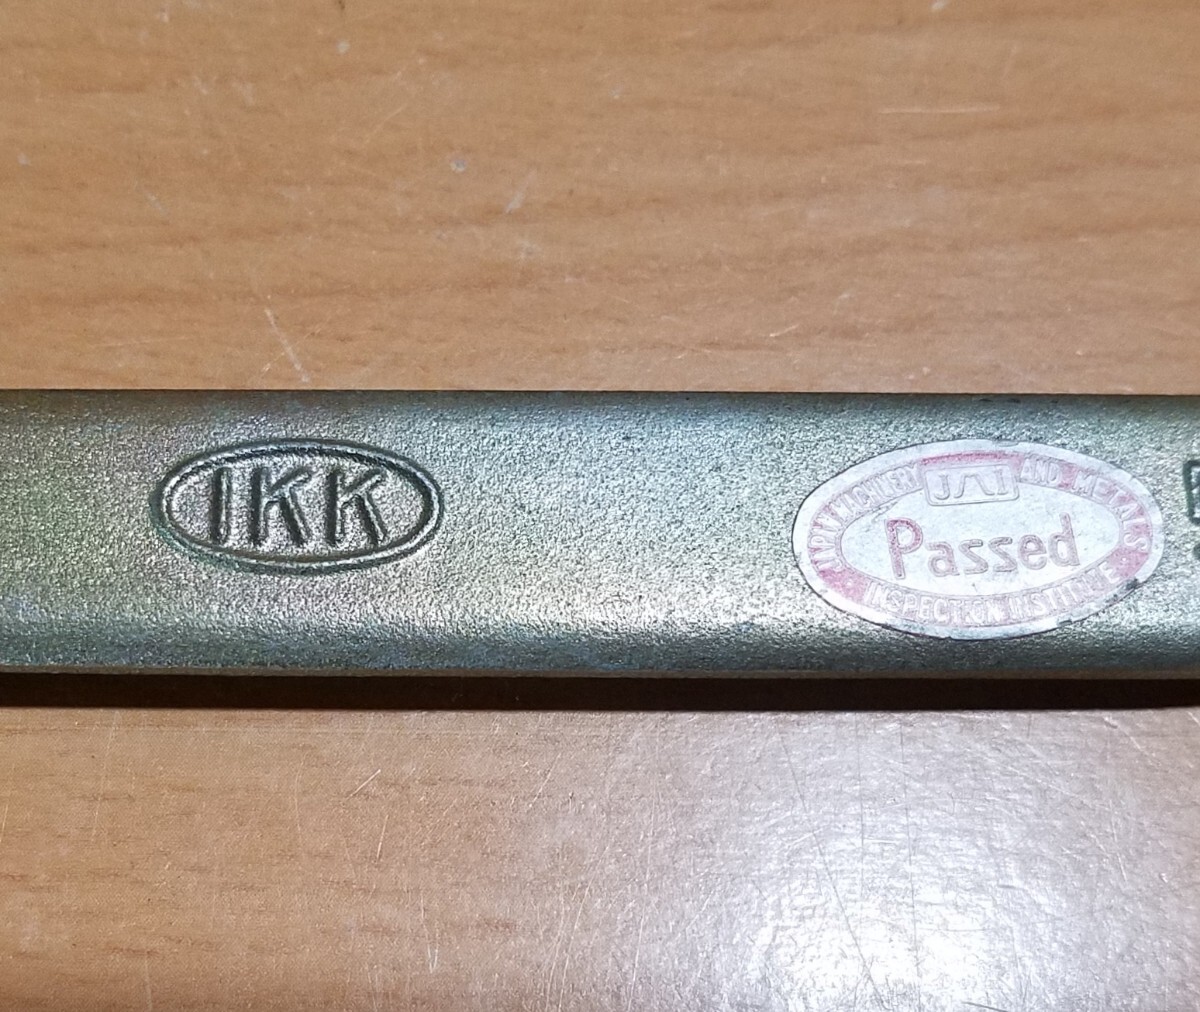 IKK
JAPAN MACHINERY AND METALS
JMI
Passed
INSPECTION INSTITUTE